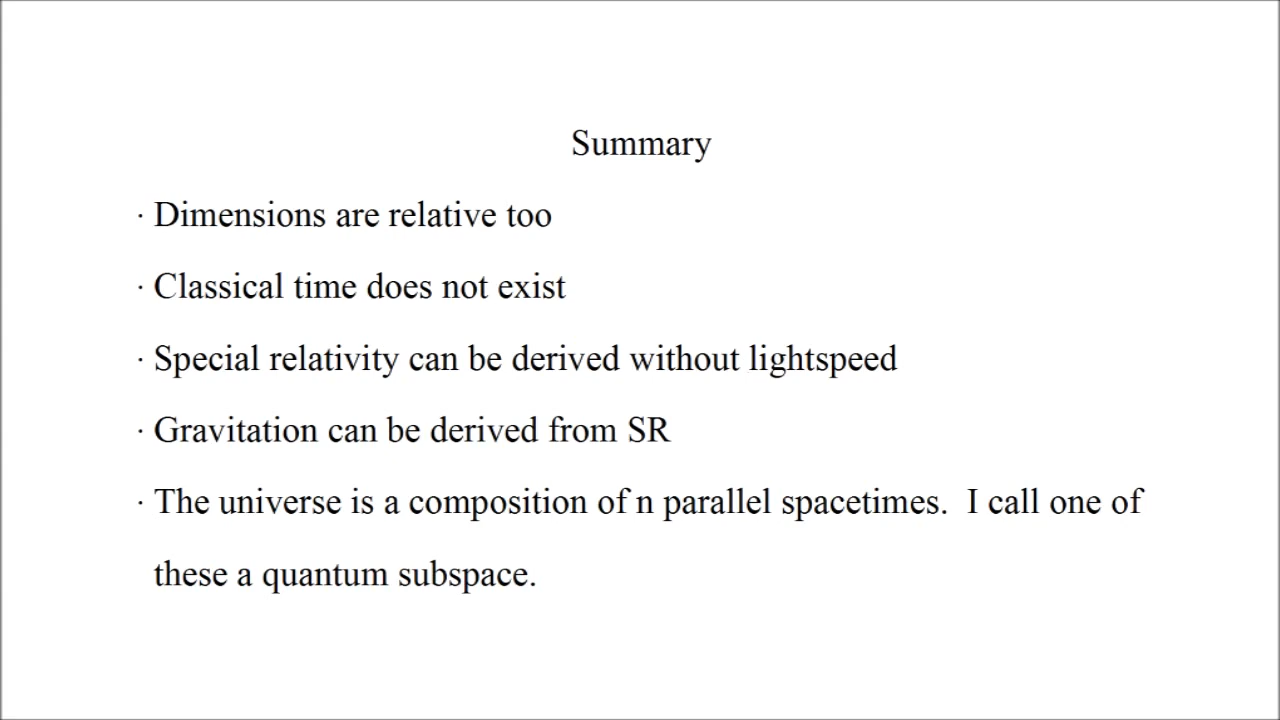 Summary
· Dimensions are relative too
· Classical time does not exist
· Special relativity can be derived without lightspeed
· Gravitation can be derived from SR
· The universe is a composition of n parallel spacetimes.  I call one of
these a quantum subspace.